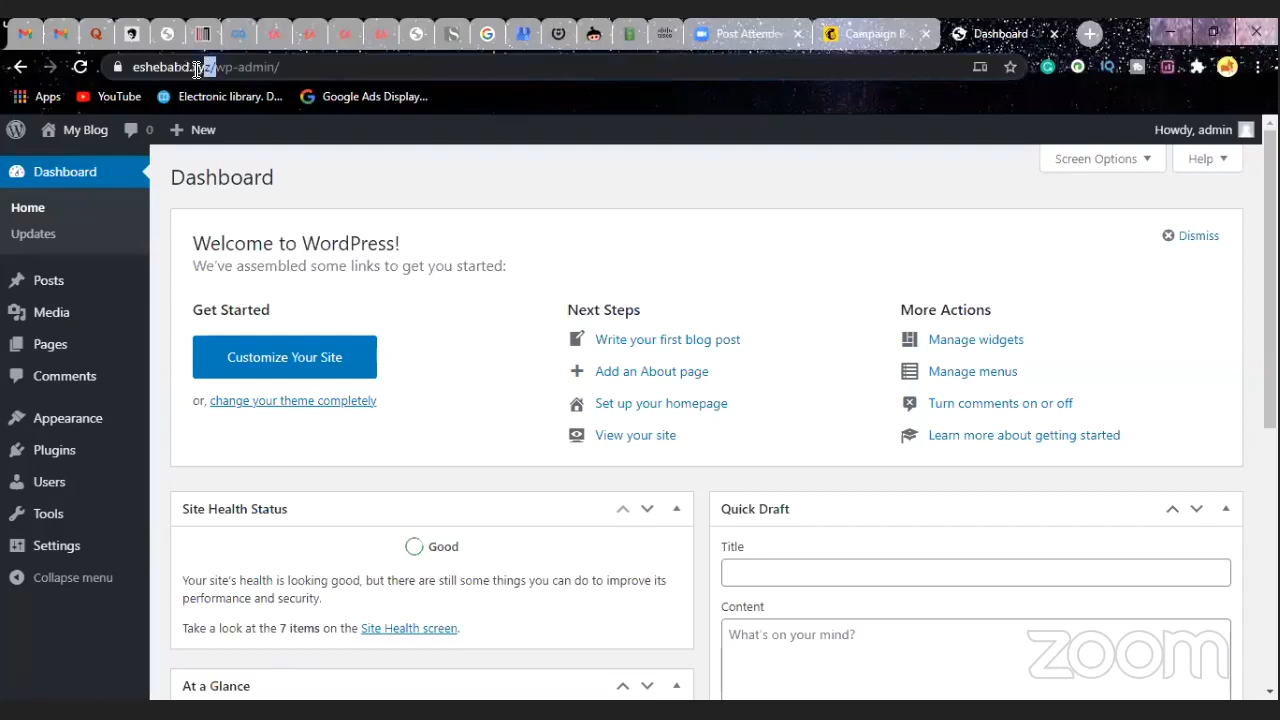 Post Attende
Campaign B
Dashboard
eshebabd. /wp-admin/
Apps
YouTube
Electronic library. D...
Google Ads Display...
My Blog
0
New
Howdy, admin
Dashboard
Home
Updates
Posts
Media
Pages
Comments
Appearance
Plugins
Users
Tools
Settings
Collapse menu
Dashboard
Screen Options
Help
Welcome to WordPress!
We've assembled some links to get you started:
Dismiss
Get Started
Customize Your Site
or, change your theme completely
Next Steps
Write your first blog post
Add an About page
Set up your homepage
View your site
More Actions
Manage widgets
Manage menus
Turn comments on or off
Learn more about getting started
Site Health Status
Good
Your site's health is looking good, but there are still some things you can do to improve its
performance and security.
Take a look at the 7 items on the Site Health screen.
At a Glance
Quick Draft
Title
Content
What's on your mind?
zoom